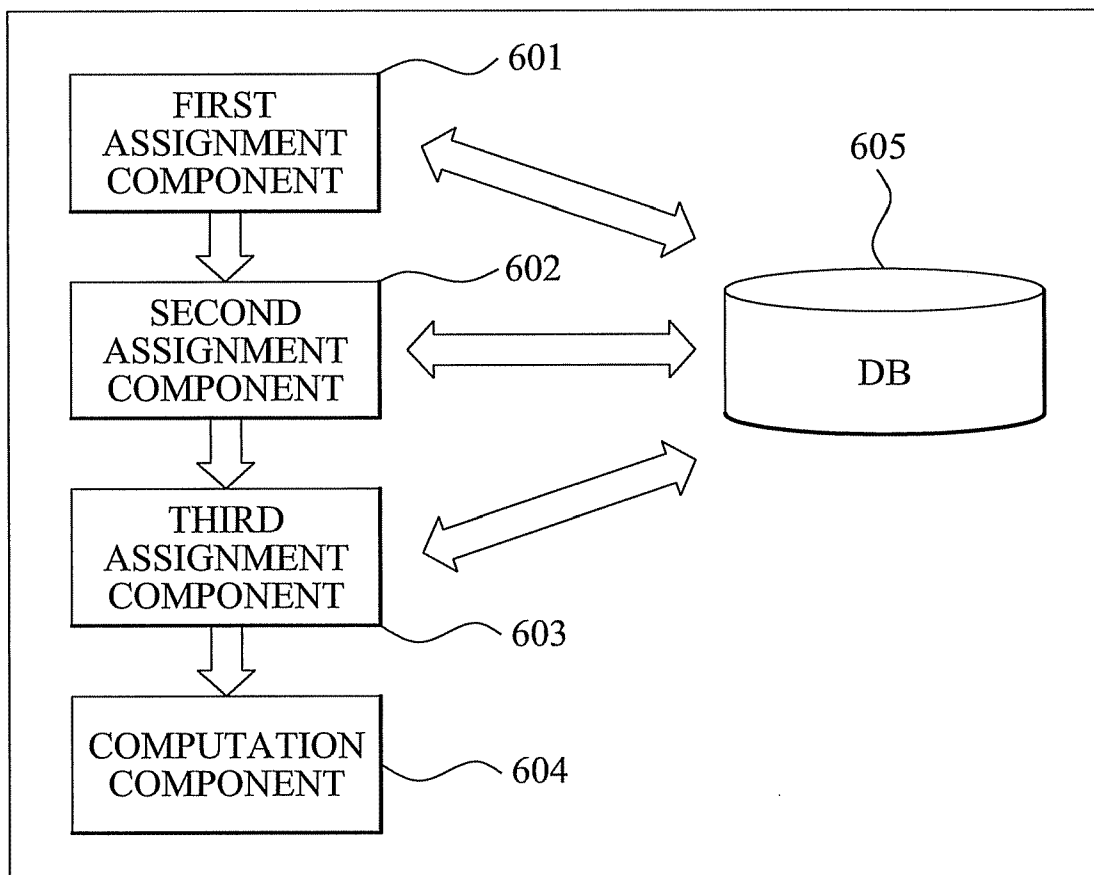 601
FIRST
ASSIGNMENT
COMPONENT
605
602
SECOND
ASSIGNMENT
COMPONENT
DB
THIRD
ASSIGNMENT
COMPONENT
603
COMPUTATION
COMPONENT
604